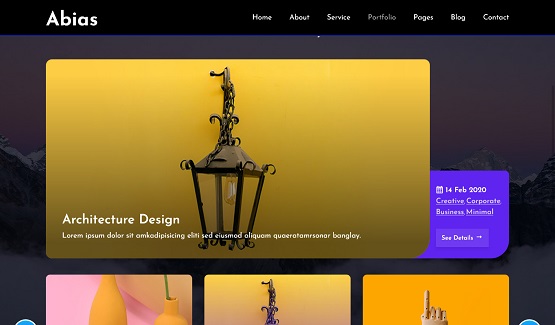 Abias
Home About Service Portfolio Pages Blog Contact
14 Feb 2020
Creative, Corporate,
Business, Minimal
See Details →
Architecture Design
Lorem ipsum dolor sit amkadipisicing eliti sed eiusmod aliquam quaeratamrsonar bangloy.